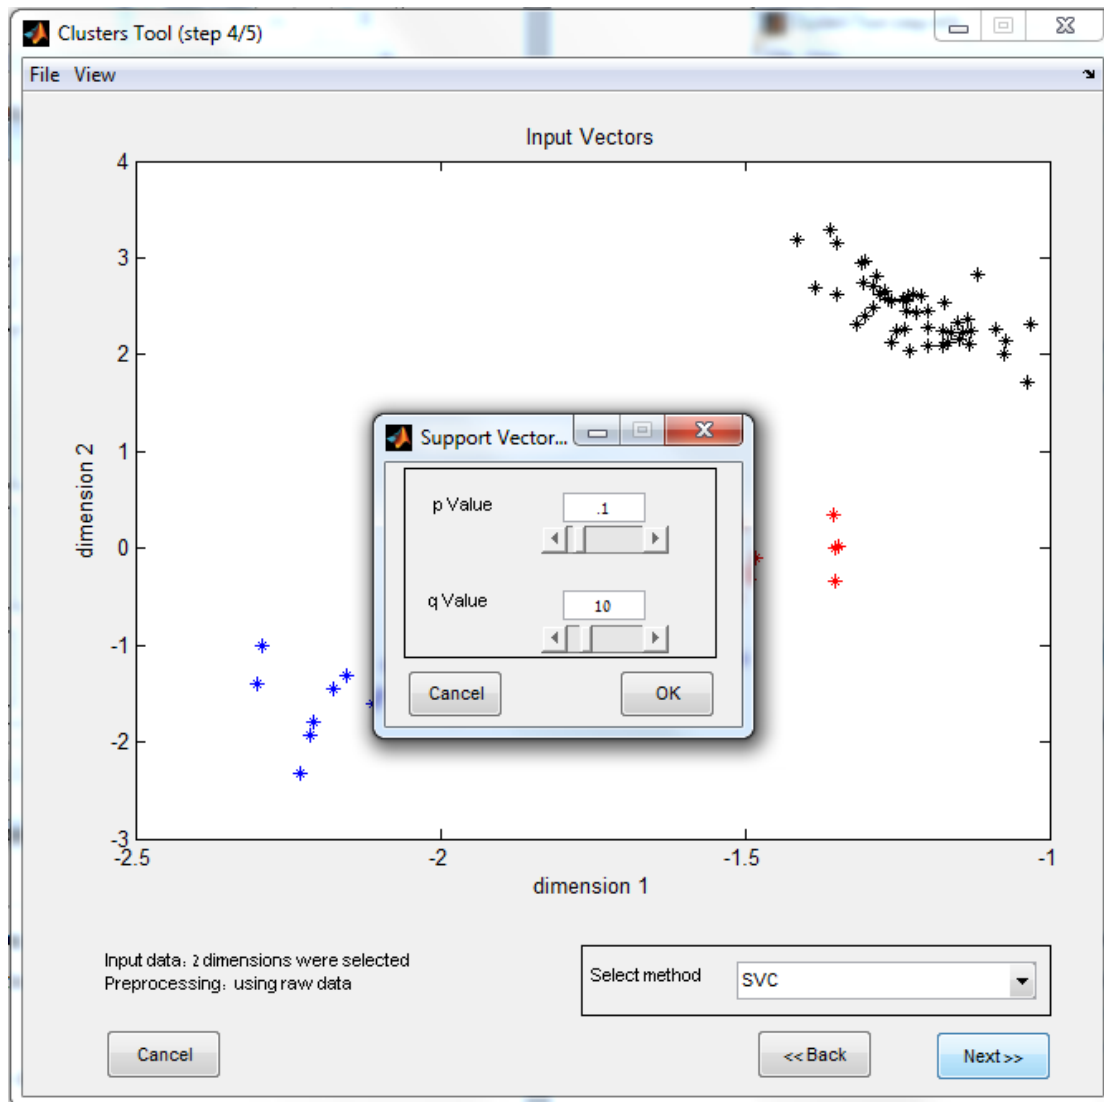 Clusters Tool (step 4/5)
File View
Input Vectors
4
3
2
1
0
-1
-2
-3
dimension 2
-2.5
-2
-1.5
-1
dimension 1
Support Vector...
p Value
.1
q Value
10
Cancel
OK
Input data: 2 dimensions were selected
Preprocessing: using raw data
Select method
SVC
Cancel
<< Back
Next >>